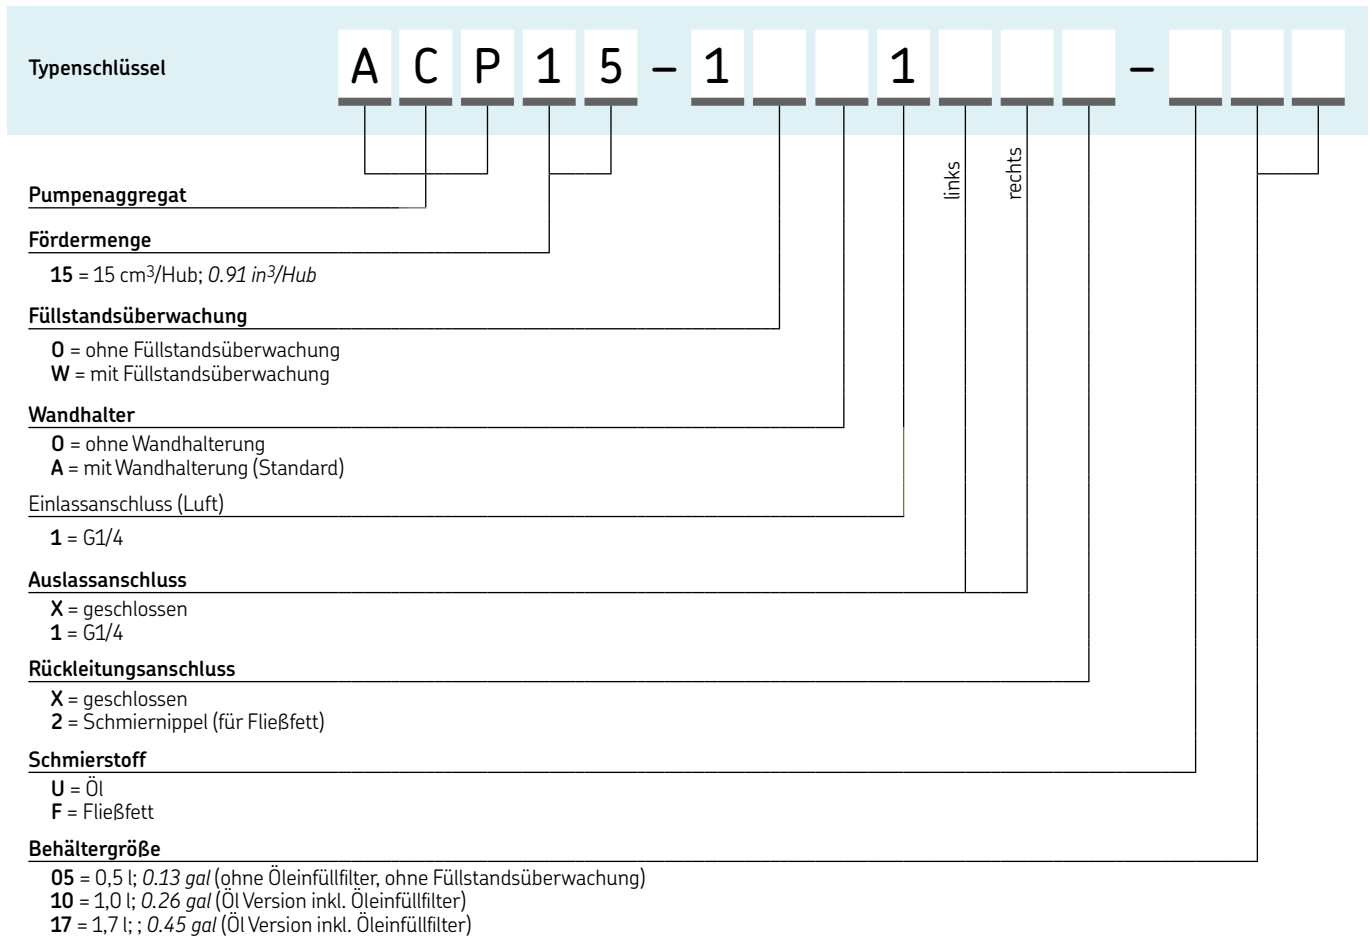 Typenschlüssel A C P 1 5 – 1 1 –
links
rechts
Pumpenaggregat
Fördermenge
15 = 15 cm³/Hub; 0.91 in³/Hub
Füllstandsüberwachung
0 = ohne Füllstandsüberwachung
W = mit Füllstandsüberwachung
Wandhalter
0 = ohne Wandhalterung
A = mit Wandhalterung (Standard)
Einlassanschluss (Luft)
1 = G1/4
Auslassanschluss
X = geschlossen
1 = G1/4
Rückleitungsanschluss
X = geschlossen
2 = Schmiernippel (für Fließfett)
Schmierstoff
U = Öl
F = Fließfett
Behältergröße
05 = 0,5 l; 0.13 gal (ohne Öleinfüllfilter, ohne Füllstandsüberwachung)
10 = 1,0 l; 0.26 gal (Öl Version inkl. Öleinfüllfilter)
17 = 1,7 l; ; 0.45 gal (Öl Version inkl. Öleinfüllfilter)